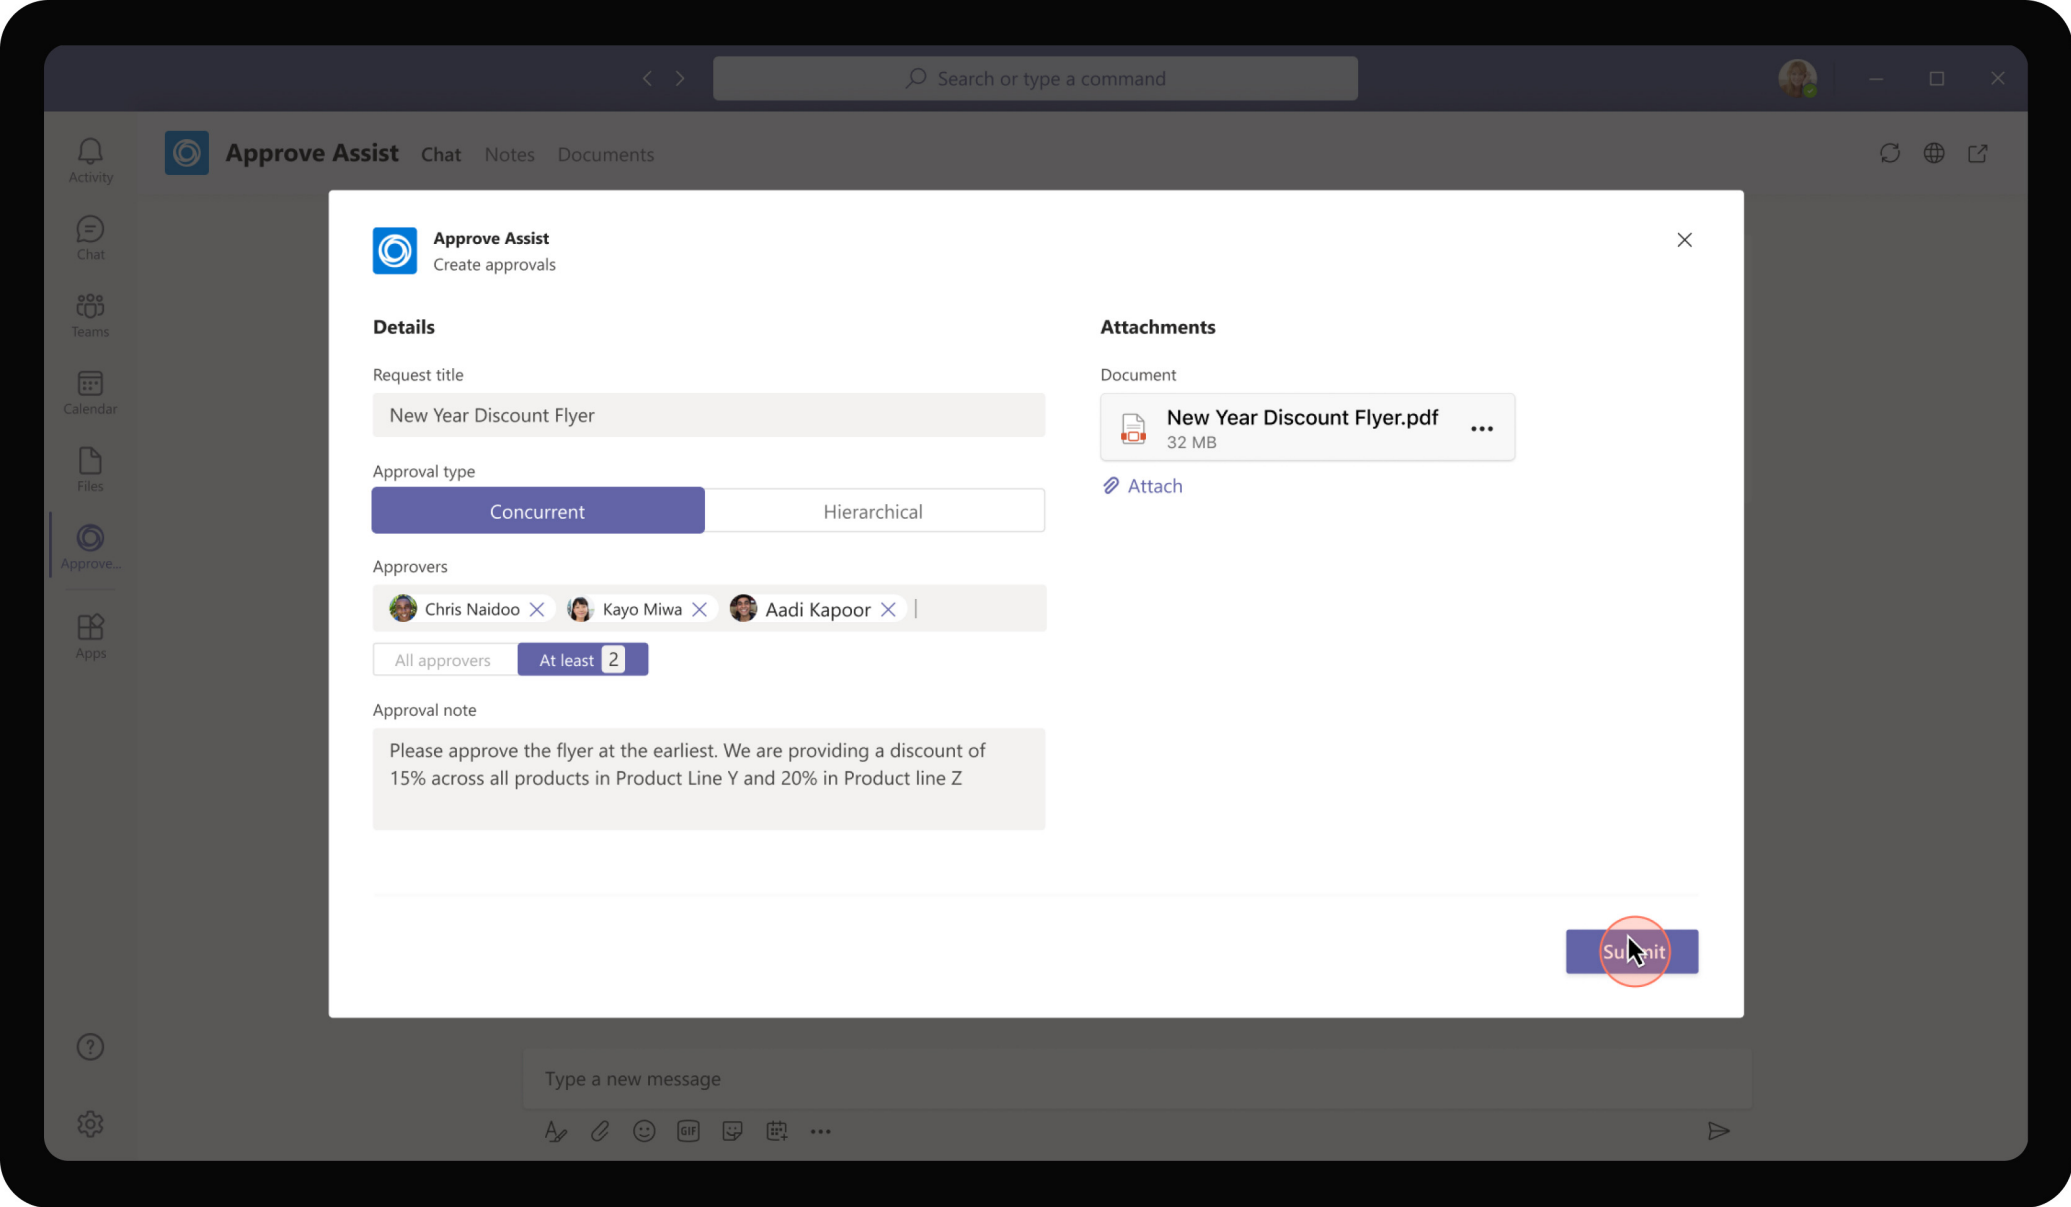 Search or type a command
Approve Assist Chat Notes Documents
Activity
Chat
Teams
Calendar
Files
Approve...
Apps
Approve Assist
Create approvals
Details
Request title
New Year Discount Flyer
Approval type
Concurrent Hierarchical
Approvers
Chris Naidoo Kayo Miwa Aadi Kapoor
All approvers At least 2
Approval note
Please approve the flyer at the earliest. We are providing a discount of
15% across all products in Product Line Y and 20% in Product line Z
Attachments
Document
New Year Discount Flyer.pdf
32 MB
Attach
Submit
Type a new message
GIF